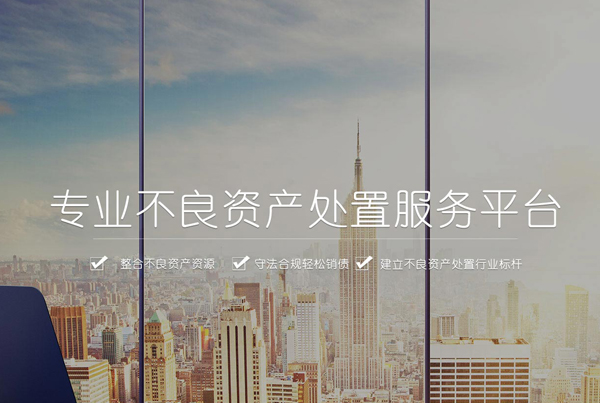 专业不良资产处置服务平台
整合不良资产资源 守法合规轻松销债 建立不良资产处置行业标杆